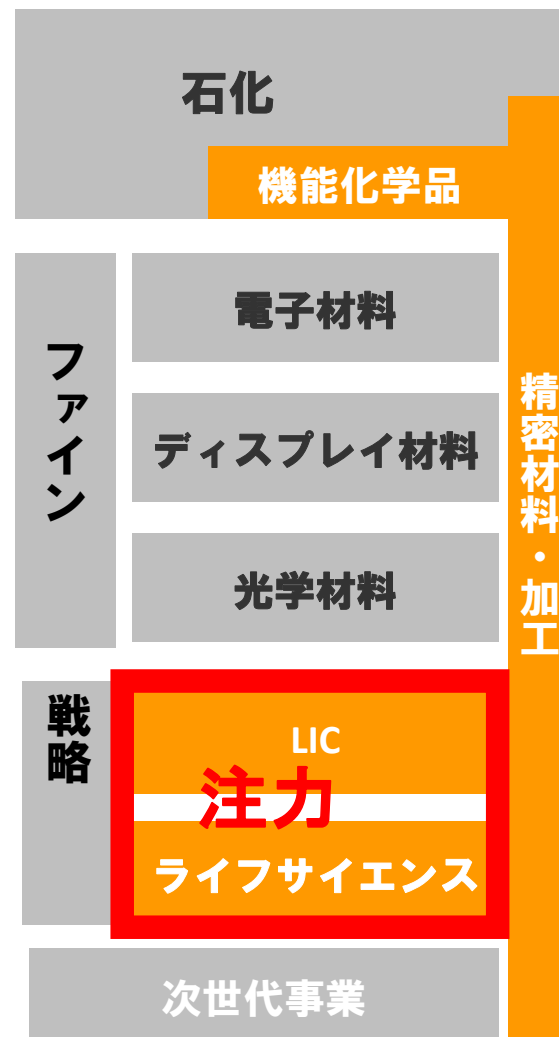 石化
機能化学品
ファイン
電子材料
ディスプレイ材料
光学材料
精密材料・加工
戦略
LIC
注力
ライフサイエンス
次世代事業